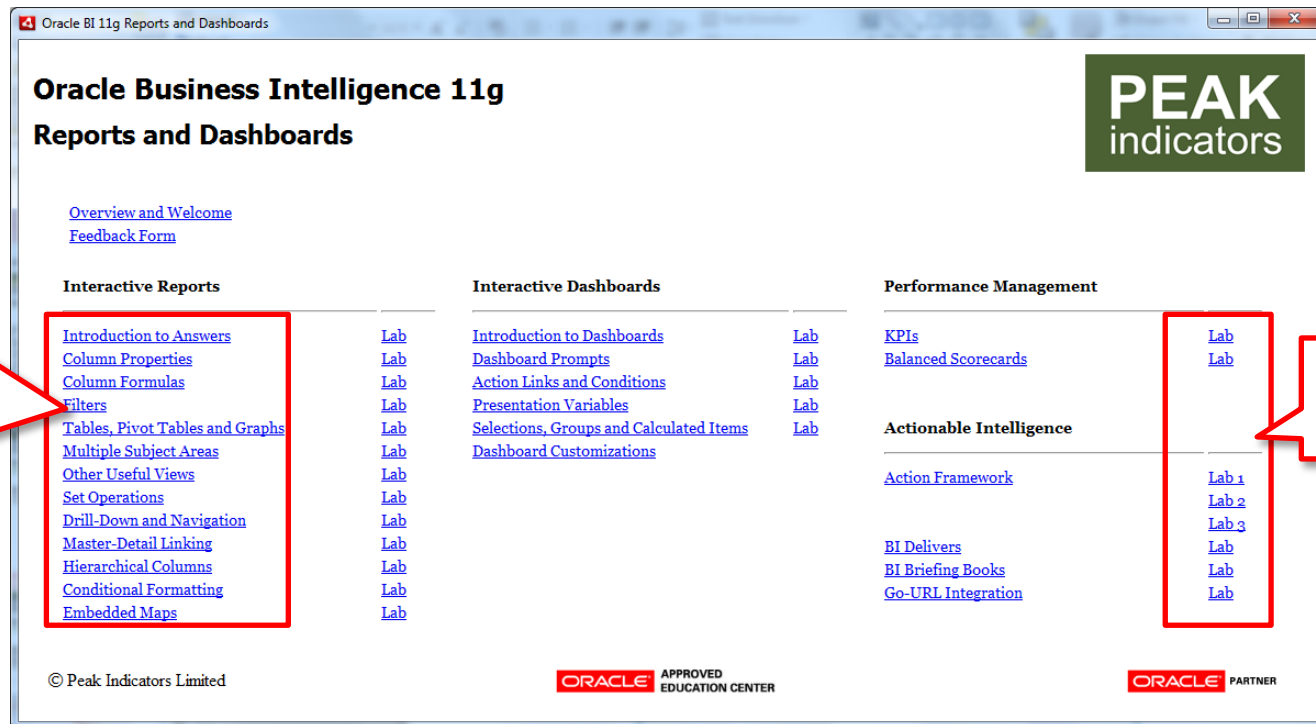 Oracle BI 11g Reports and Dashboards
Oracle Business Intelligence 11g
Reports and Dashboards
PEAK
indicators
Overview and Welcome
Feedback Form
Interactive Reports
Introduction to Answers Lab
Column Properties Lab
Column Formulas Lab
Filters Lab
Tables, Pivot Tables and Graphs Lab
Multiple Subject Areas Lab
Other Useful Views Lab
Set Operations Lab
Drill-Down and Navigation Lab
Master-Detail Linking Lab
Hierarchical Columns Lab
Conditional Formatting Lab
Embedded Maps Lab
Interactive Dashboards
Introduction to Dashboards Lab
Dashboard Prompts Lab
Action Links and Conditions Lab
Presentation Variables Lab
Selections, Groups and Calculated Items Lab
Dashboard Customizations
Performance Management
KPIs Lab
Balanced Scorecards Lab
Actionable Intelligence
Action Framework Lab 1
Lab 2
Lab 3
BI Delivers Lab
BI Briefing Books Lab
Go-URL Integration Lab
© Peak Indicators Limited
ORACLE APPROVED
EDUCATION CENTER
ORACLE PARTNER